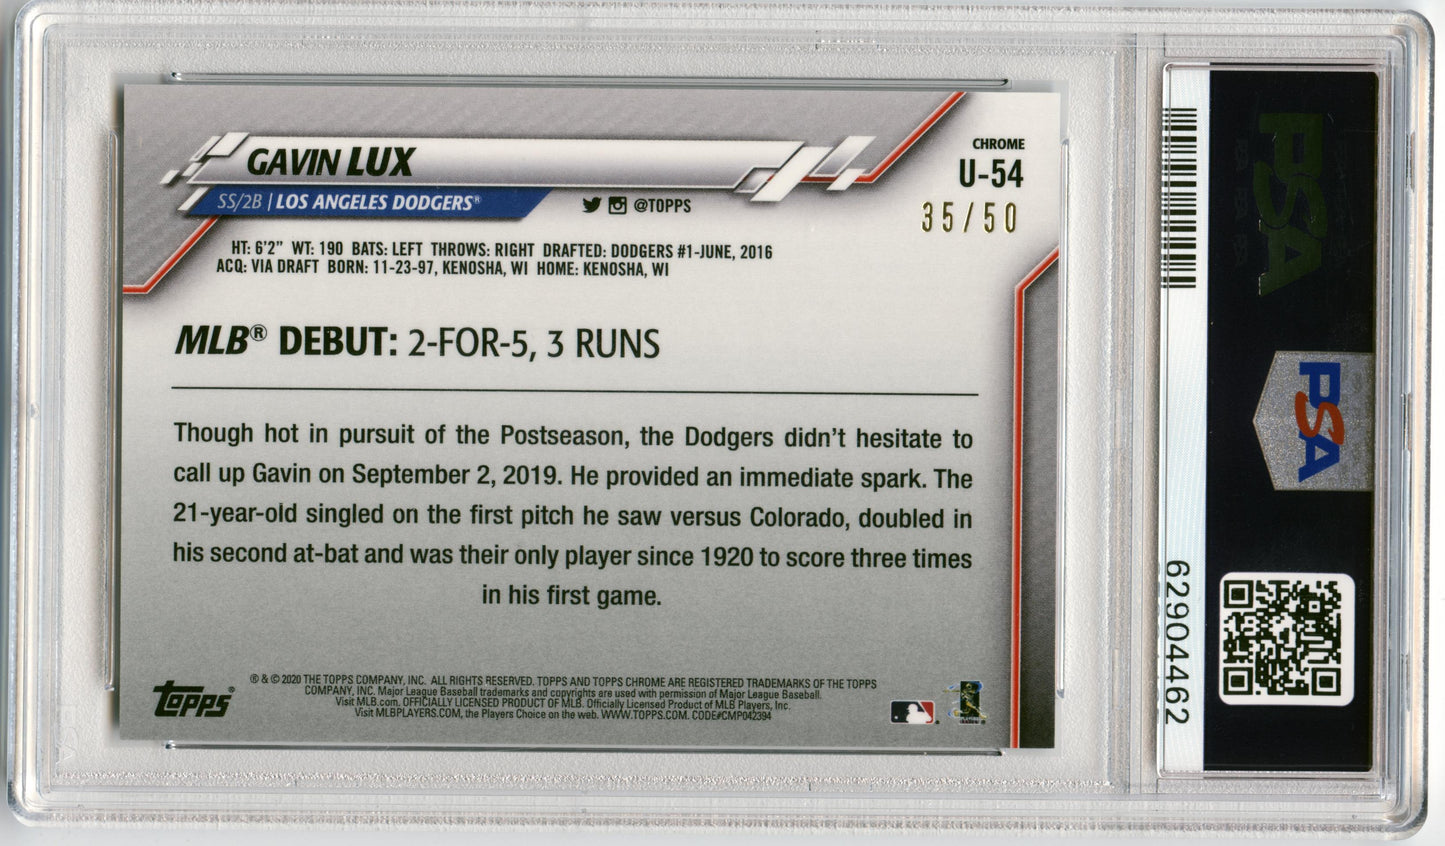 GAVIN LUX
SS/2B | LOS ANGELES DODGERS®
@TOPPS
CHROME
U-54
35/50
HT: 6'2" WT: 190 BATS: LEFT THROWS: RIGHT DRAFTED: DODGERS #1-JUNE, 2016
ACQ: VIA DRAFT BORN: 11-23-97, KENOSHA, WI HOME: KENOSHA, WI
MLB® DEBUT: 2-FOR-5, 3 RUNS
Though hot in pursuit of the Postseason, the Dodgers didn't hesitate to
call up Gavin on September 2, 2019. He provided an immediate spark. The
21-year-old singled on the first pitch he saw versus Colorado, doubled in
his second at-bat and was their only player since 1920 to score three times
in his first game.
topps®
® & © 2020 THE TOPPS COMPANY, INC. ALL RIGHTS RESERVED. TOPPS AND TOPPS CHROME ARE REGISTERED TRADEMARKS OF THE TOPPS
COMPANY, INC. Major League Baseball trademarks and copyrights are used with permission of Major League Baseball.
Visit MLB.com. OFFICIALLY LICENSED PRODUCT OF MLB. Officially Licensed Product of MLB Players, Inc.
Visit MLBPLAYERS.COM, the Players Choice on the web. WWW.TOPPS.COM. CODE#CMP042394
PSA
PSA
62904462